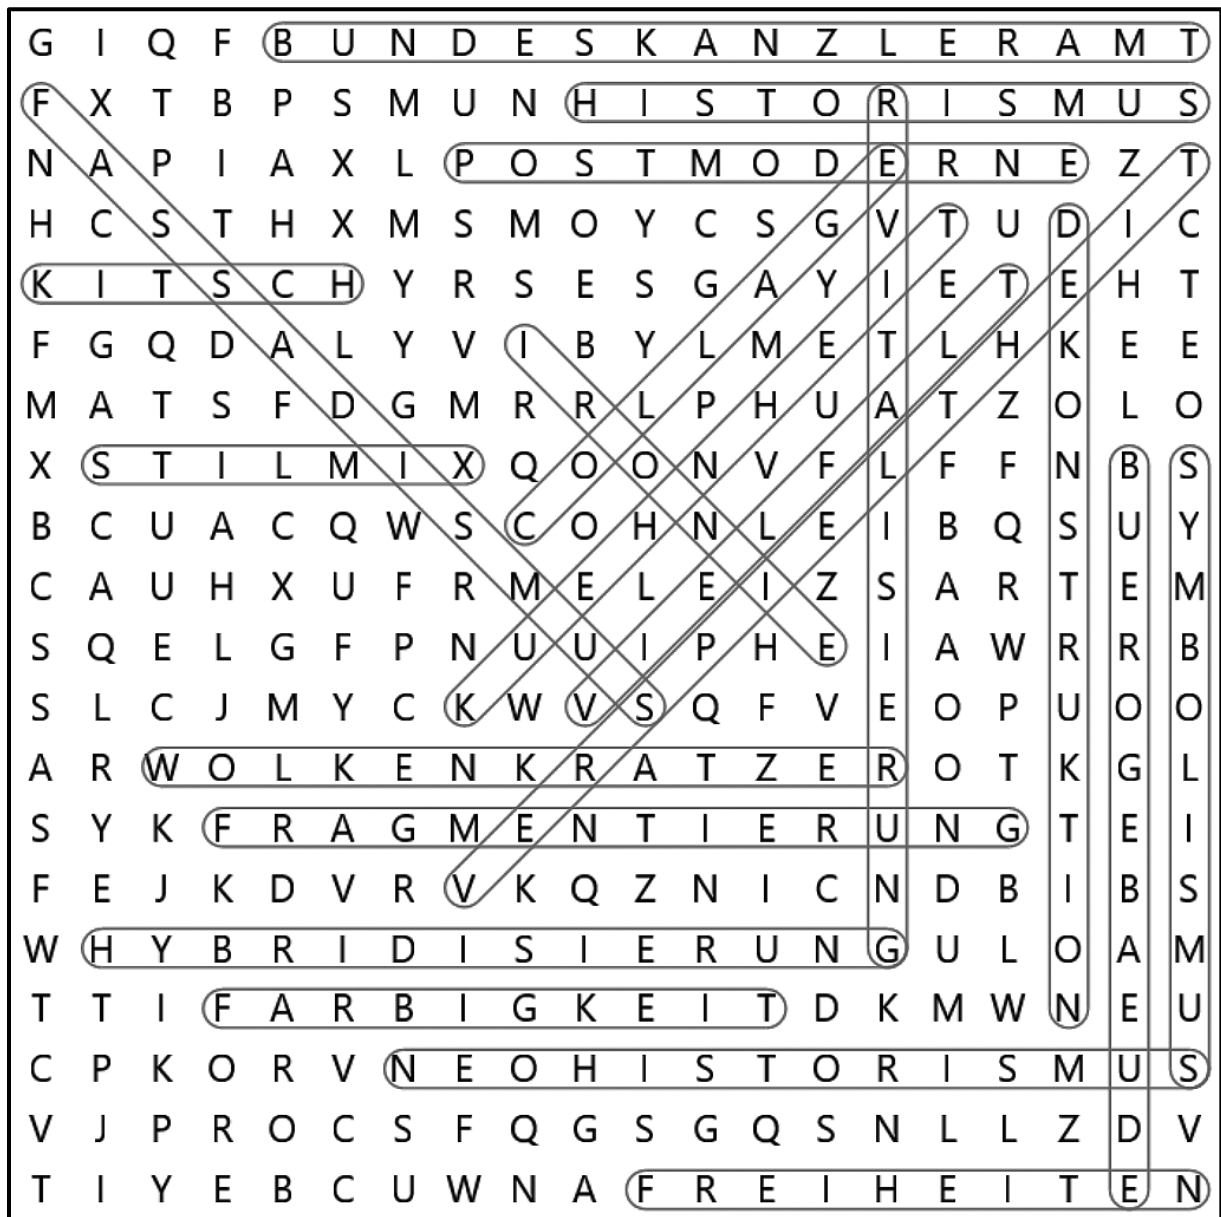 G I Q F B U N D E S K A N Z L E R A M T
F X T B P S M U N H I S T O R I S M U S
N A P I A X L P O S T M O D E R N E Z T
H C S T H X M S M O Y C S G V T U D I C
K I T S C H Y R S E S G A Y I E T E H T
F G Q D A L Y V I B Y L M E T L H K E E
M A T S F D G M R R L P H U A T Z O L O
X S T I L M I X Q O O N V F L F F N B S
B C U A C Q W S C O H N L E I B Q S U Y
C A U H X U F R M E L E I Z S A R T E M
S Q E L G F P N U U I P H E I A W R R B
S L C J M Y C K W V S Q F V E O P U O O
A R W O L K E N K R A T Z E R O T K G L
S Y K F R A G M E N T I E R U N G T E I
F E J K D V R V K Q Z N I C N D B I B S
W H Y B R I D I S I E R U N G U L O A M
T T I F A R B I G K E I T D K M W N E U
C P K O R V N E O H I S T O R I S M U S
V J P R O C S F Q G S G Q S N L L Z D V
T I Y E B C U W N A F R E I H E I T E N